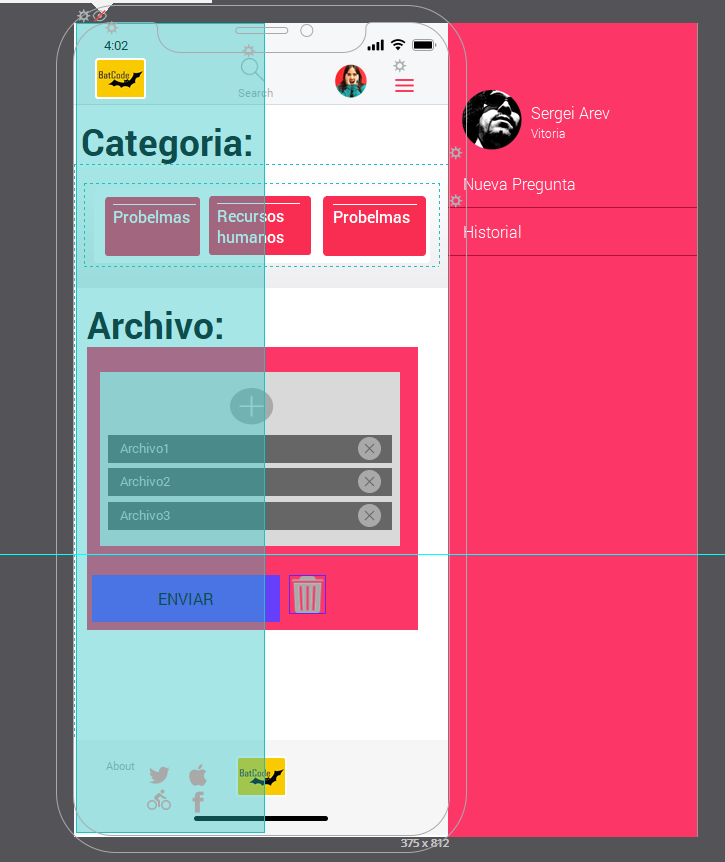 4:02
BatCode
Search
Sergei Arev
Vitoria
Categoria:
Nueva Pregunta
Probelmas
Recursos
humanos
Probelmas
Historial
Archivo:
Archivo1
Archivo2
Archivo3
ENVIAR
About
BatCode
375 x 812